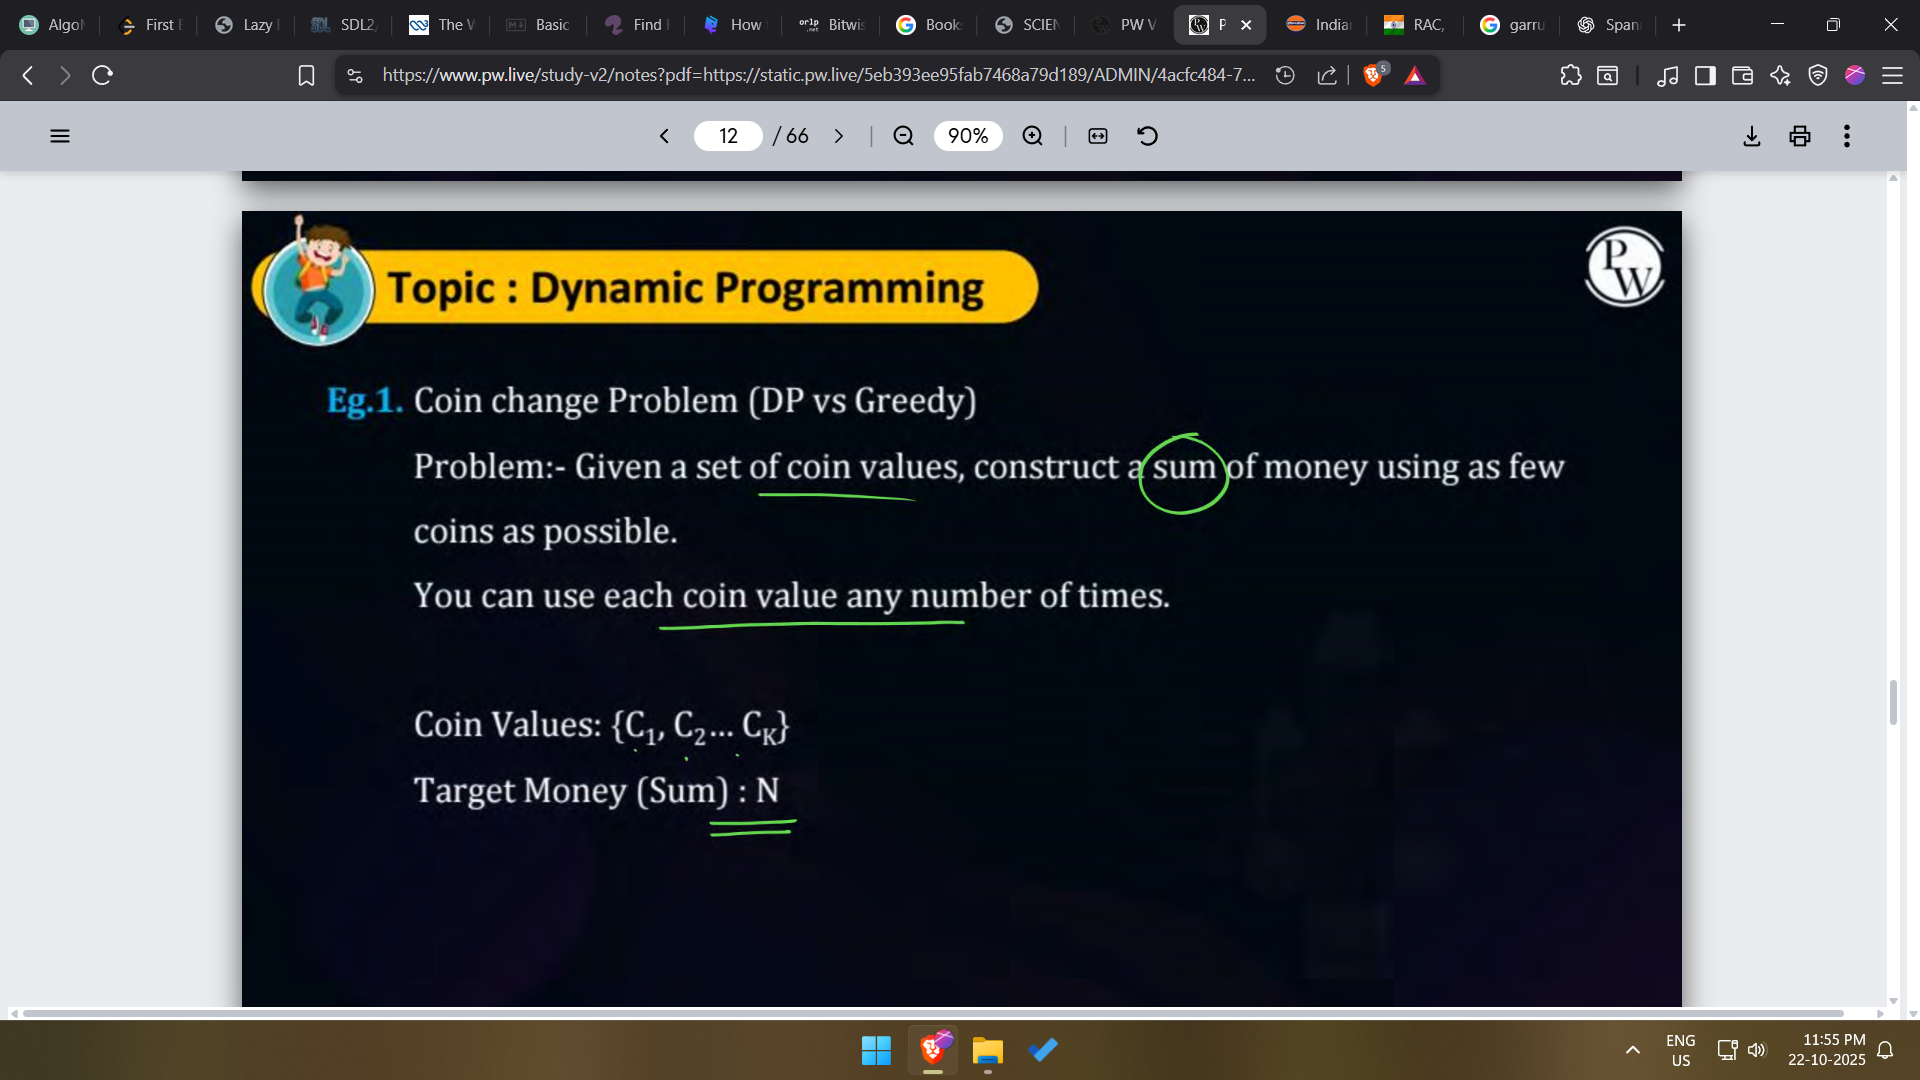 Algo
First
Lazy
SDL2
The
Basic
Find
How
Bitwis
Book
SCIEN
PW V
P
India
RAC,
garru
Span
https://www.pw.live/study-v2/notes?pdf=https://static.pw.live/5eb393ee95fab7468a79d189/ADMIN/4acfc484-7...
5
12 / 66
90%
Topic : Dynamic Programming
PW
Eg.1. Coin change Problem (DP vs Greedy)
Problem:- Given a set of coin values, construct a sum of money using as few
coins as possible.
You can use each coin value any number of times.
Coin Values: {C₁, C₂... Cₖ}
Target Money (Sum) : N
ENG
US
11:55 PM
22-10-2025